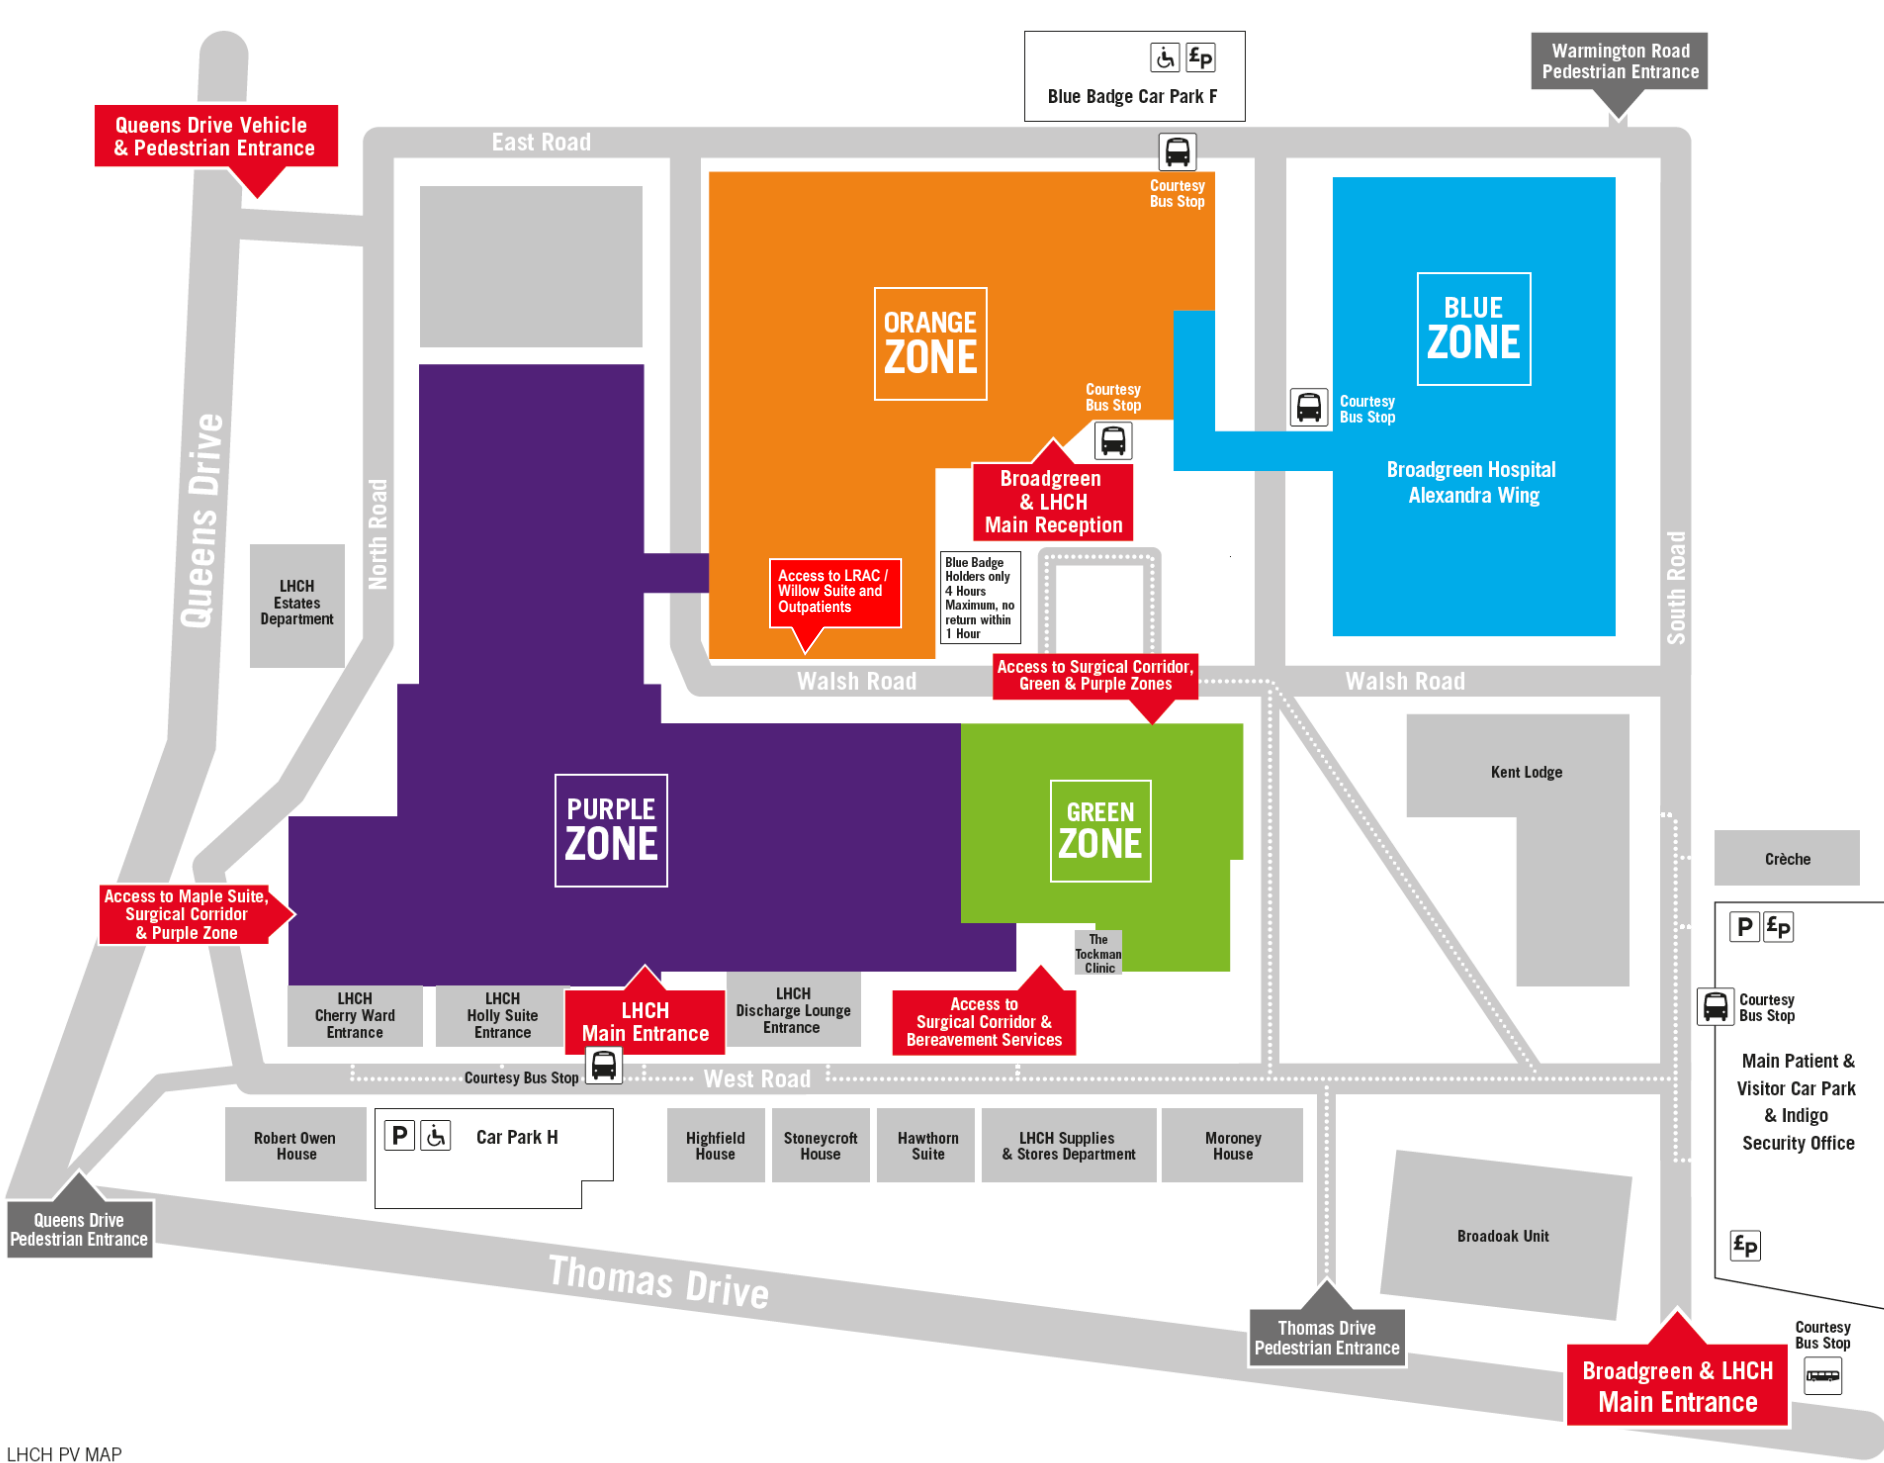 £P
Blue Badge Car Park F
Warmington Road
Pedestrian Entrance
Queens Drive Vehicle
& Pedestrian Entrance
East Road
Courtesy
Bus Stop
ORANGE
ZONE
BLUE
ZONE
Courtesy
Bus Stop
Courtesy
Bus Stop
Broadgreen Hospital
Alexandra Wing
Broadgreen
& LHCH
Main Reception
Queens Drive
North Road
South Road
LHCH
Estates
Department
Access to LRAC /
Willow Suite and
Outpatients
Blue Badge
Holders only
4 Hours
Maximum, no
return within
1 Hour
Access to Surgical Corridor,
Green & Purple Zones
Walsh Road
Walsh Road
Kent Lodge
PURPLE
ZONE
GREEN
ZONE
Crèche
Access to Maple Suite,
Surgical Corridor
& Purple Zone
P
£P
The
Tockman
Clinic
LHCH
Cherry Ward
Entrance
LHCH
Holly Suite
Entrance
LHCH
Main Entrance
LHCH
Discharge Lounge
Entrance
Access to
Surgical Corridor &
Bereavement Services
Courtesy
Bus Stop
Main Patient &
Visitor Car Park
& Indigo
Security Office
Courtesy Bus Stop
West Road
Robert Owen
House
P
Car Park H
Highfield
House
Stoneycroft
House
Hawthorn
Suite
LHCH Supplies
& Stores Department
Moroney
House
Queens Drive
Pedestrian Entrance
Broadoak Unit
£P
Thomas Drive
Thomas Drive
Pedestrian Entrance
Courtesy
Bus Stop
Broadgreen & LHCH
Main Entrance
LHCH PV MAP